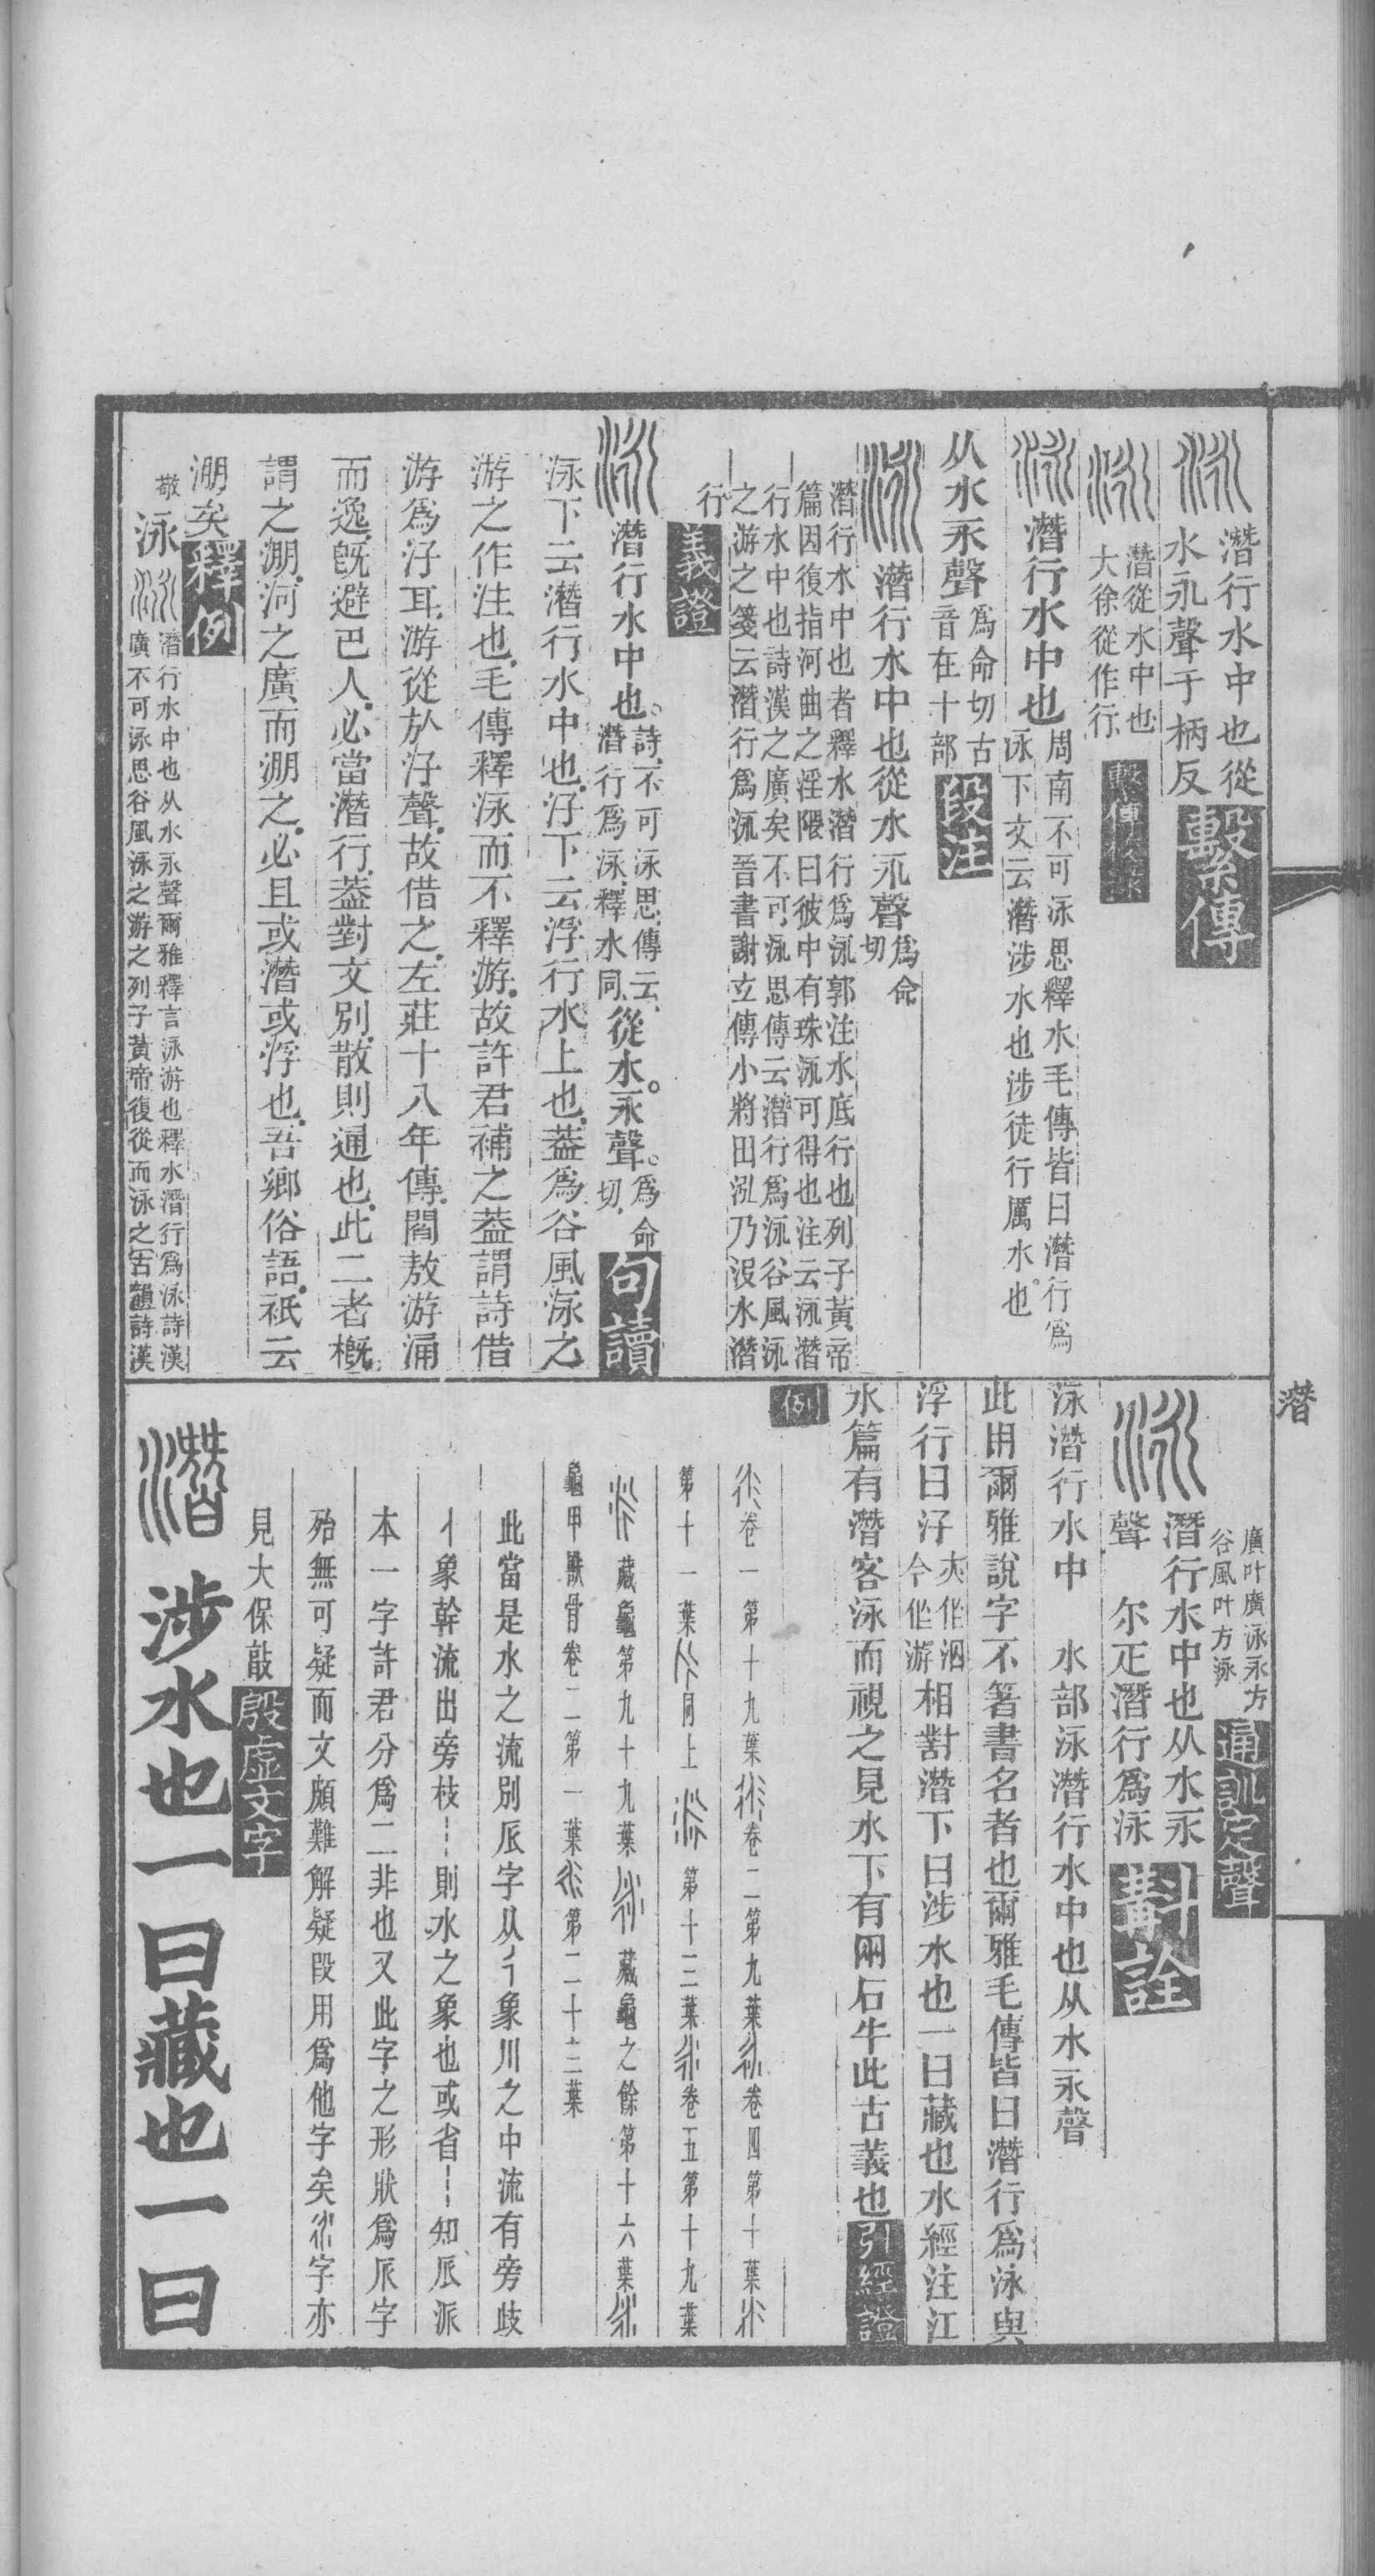 潛行水中也從
水永聲于柄反
繫傳
潛從水中也
大徐從作行
潛行水中也
周南不可泳思釋水毛傳皆曰潛行爲
泳下文云潛涉水也涉徒行厲水也
从水永聲
爲命切古
音在十部
段注
潛行水中也從水永聲
爲命
切
潛行水中也者釋水潛行爲泳郭注水底行也列子黃帝
篇因復指河曲之淫隈曰彼中有珠泳可得也注云泳潛
行水中也詩漢之廣矣不可泳思傳云潛行爲泳谷風泳
之游之箋云潛行爲泳晉書謝玄傳小將田泓乃沒水潛
行
義證
潛行水中也
詩不可泳思傳云
潛行爲泳釋水同
從水永聲
爲命
切
句讀
泳下云潛行水中也汓下云浮行水上也葢爲谷風泳之
游之作注也毛傳釋泳而不釋游故許君補之葢謂詩借
游爲汓耳游從㫃汓聲故借之左莊十八年傳閻敖游涌
而逸旣避巴人必當潛行葢對文別散則通也此二者槪
謂之淜河之廣而淜之必且或潛或浮也吾鄉俗語祇云
淜矣
釋例
泳
潛行水中也从水永聲爾雅釋言泳游也釋水潛行爲泳詩漢
廣不可泳思谷風泳之游之列子黃帝復從而泳之古韻詩漢
潛
廣叶廣泳永方
谷風叶方泳
通訓定聲
潛行水中也从水永
聲 尔疋潛行爲泳
斠詮
泳潛行水中 水部泳潛行水中也从水永聲
此用爾雅說字不箸書名者也爾雅毛傳皆曰潛行爲泳與
浮行曰汓
亦作泅
今作游
相對潛下曰涉水也一曰藏也水經注江
水篇有潛客泳而視之見水下有兩石牛此古義也
引經證
例
卷一第十九葉 卷二第九葉 卷四第十葉
第十一葉 同上 第十三葉 卷五第十九葉
藏龜第九十九葉 藏龜之餘第十六葉
龜甲獸骨卷二第一葉 第二十三葉
此當是水之流別𠂢字从彳象川之中流有旁歧
亻象幹流出旁枝 則水之象也或省 知𠂢派
本一字許君分爲二非也又此字之形狀爲𠂢字
殆無可疑而文頗難解疑叚用爲他字矣 字亦
見大保敲
殷虛文字
涉水也一曰藏也一曰